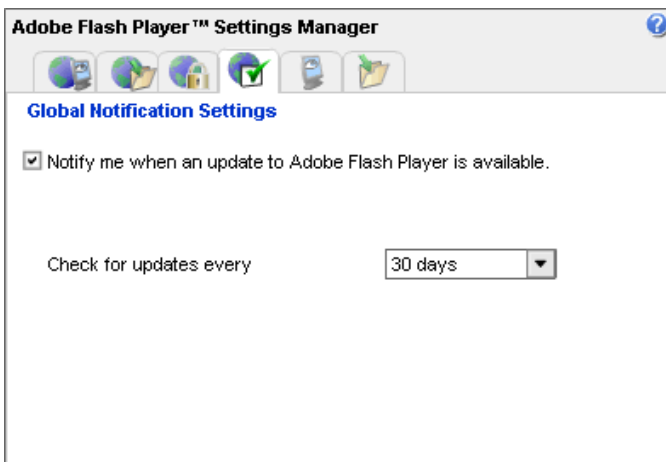 Adobe Flash Player™ Settings Manager
?
Global Notification Settings
Notify me when an update to Adobe Flash Player is available.
Check for updates every
30 days